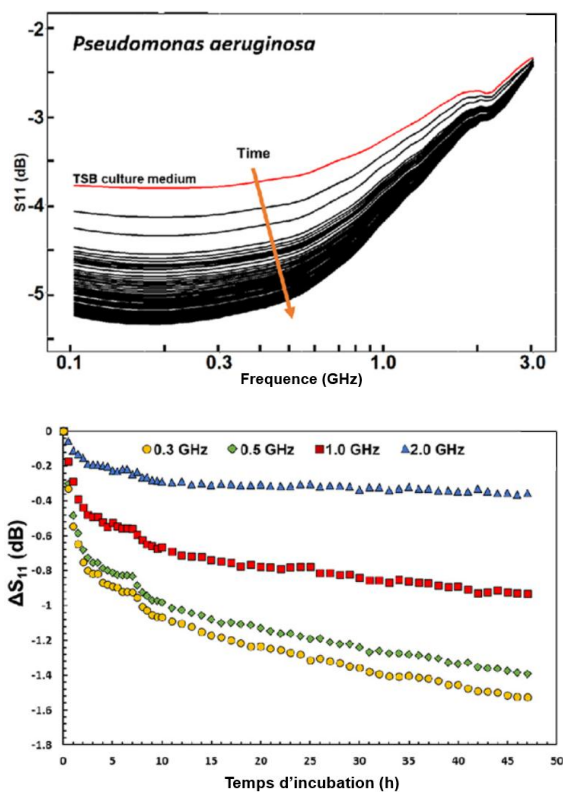 Pseudomonas aeruginosa
-2
-3
-4
-5
S11 (dB)
TSB culture medium
Time
0.1 0.3 1.0 3.0
Frequence (GHz)
0.3 GHz 0.5 GHz 1.0 GHz 2.0 GHz
0
-0.2
-0.4
-0.6
-0.8
-1
-1.2
-1.4
-1.6
-1.8
ΔS11 (dB)
0 5 10 15 20 25 30 35 40 45 50
Temps d'incubation (h)